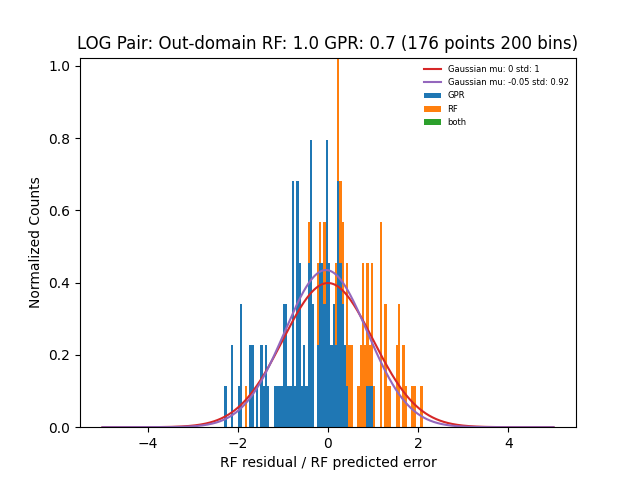 LOG Pair: Out-domain RF: 1.0 GPR: 0.7 (176 points 200 bins)
Gaussian mu: 0 std: 1
Gaussian mu: -0.05 std: 0.92
GPR
RF
both
Normalized Counts
1.0
0.8
0.6
0.4
0.2
0.0
−4 −2 0 2 4
RF residual / RF predicted error